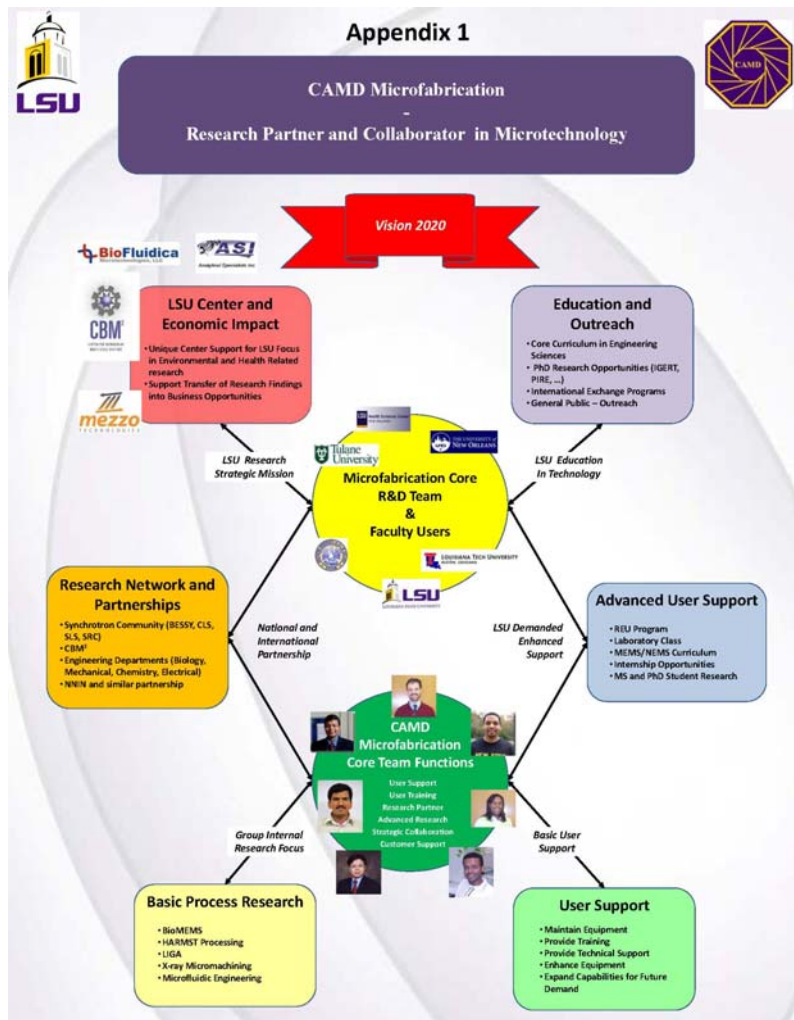 Appendix 1
LSU
CAMD
CAMD Microfabrication
-
Research Partner and Collaborator in Microtechnology
Vision 2020
BioFluidica
Microtechnologies, LLC
ASI
CBM²
mezzo
TECHNOLOGIES
LSU Center and
Economic Impact
• Unique Center Support for LSU Focus
in Environmental and Health Related
research
• Support Transfer of Research Findings
into Business Opportunities
Education and
Outreach
• Core Curriculum in Engineering
Sciences
• PhD Research Opportunities (IGERT,
PIRE, ...)
• International Exchange Programs
• General Public – Outreach
LSU Research
Strategic Mission
LSU Education
In Technology
Tulane
University
THE UNIVERSITY of
NEW ORLEANS
Microfabrication Core
R&D Team
&
Faculty Users
LOUISIANA TECH UNIVERSITY
LSU
Research Network and
Partnerships
• Synchrotron Community (BESSY, CLS,
SLS, SRC)
• CBM²
• Engineering Departments (Biology,
Mechanical, Chemistry, Electrical)
• NNIN and similar partnership
National and
International
Partnership
LSU Demanded
Enhanced
Support
Advanced User Support
• REU Program
• Laboratory Class
• MEMS/NEMS Curriculum
• Internship Opportunities
• MS and PhD Student Research
CAMD
Microfabrication
Core Team Functions
User Support
User Training
Research Partner
Advanced Research
Strategic Collaboration
Customer Support
Group Internal
Research Focus
Basic User
Support
Basic Process Research
• BioMEMS
• HARMST Processing
• LIGA
• X-ray Micromachining
• Microfluidic Engineering
User Support
• Maintain Equipment
• Provide Training
• Provide Technical Support
• Enhance Equipment
• Expand Capabilities for Future
Demand